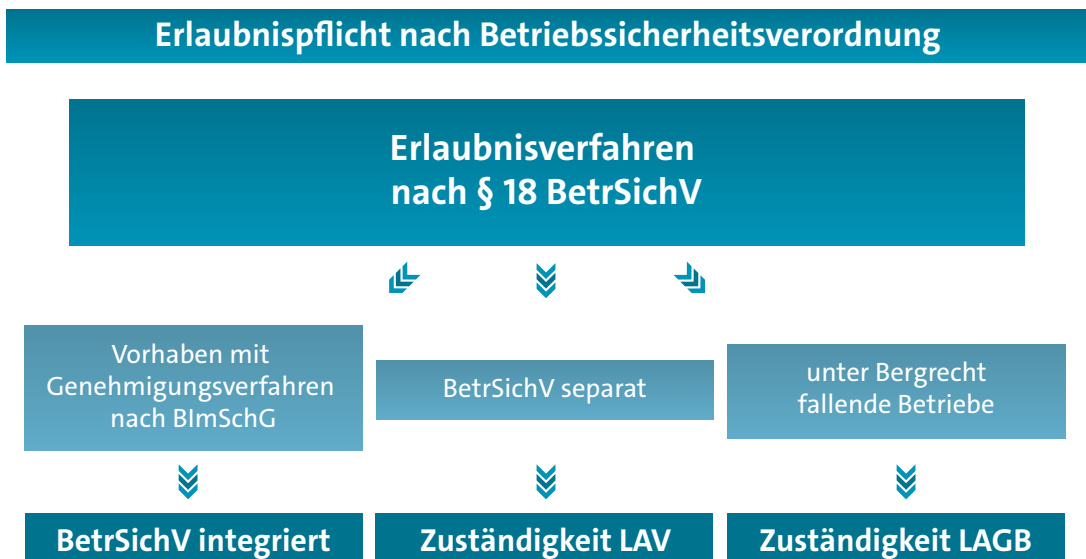 Erlaubnispflicht nach Betriebssicherheitsverordnung
Erlaubnisverfahren
nach § 18 BetrSichV
Vorhaben mit
Genehmigungsverfahren
nach BImSchG
BetrSichV separat
unter Bergrecht
fallende Betriebe
BetrSichV integriert
Zuständigkeit LAV
Zuständigkeit LAGB